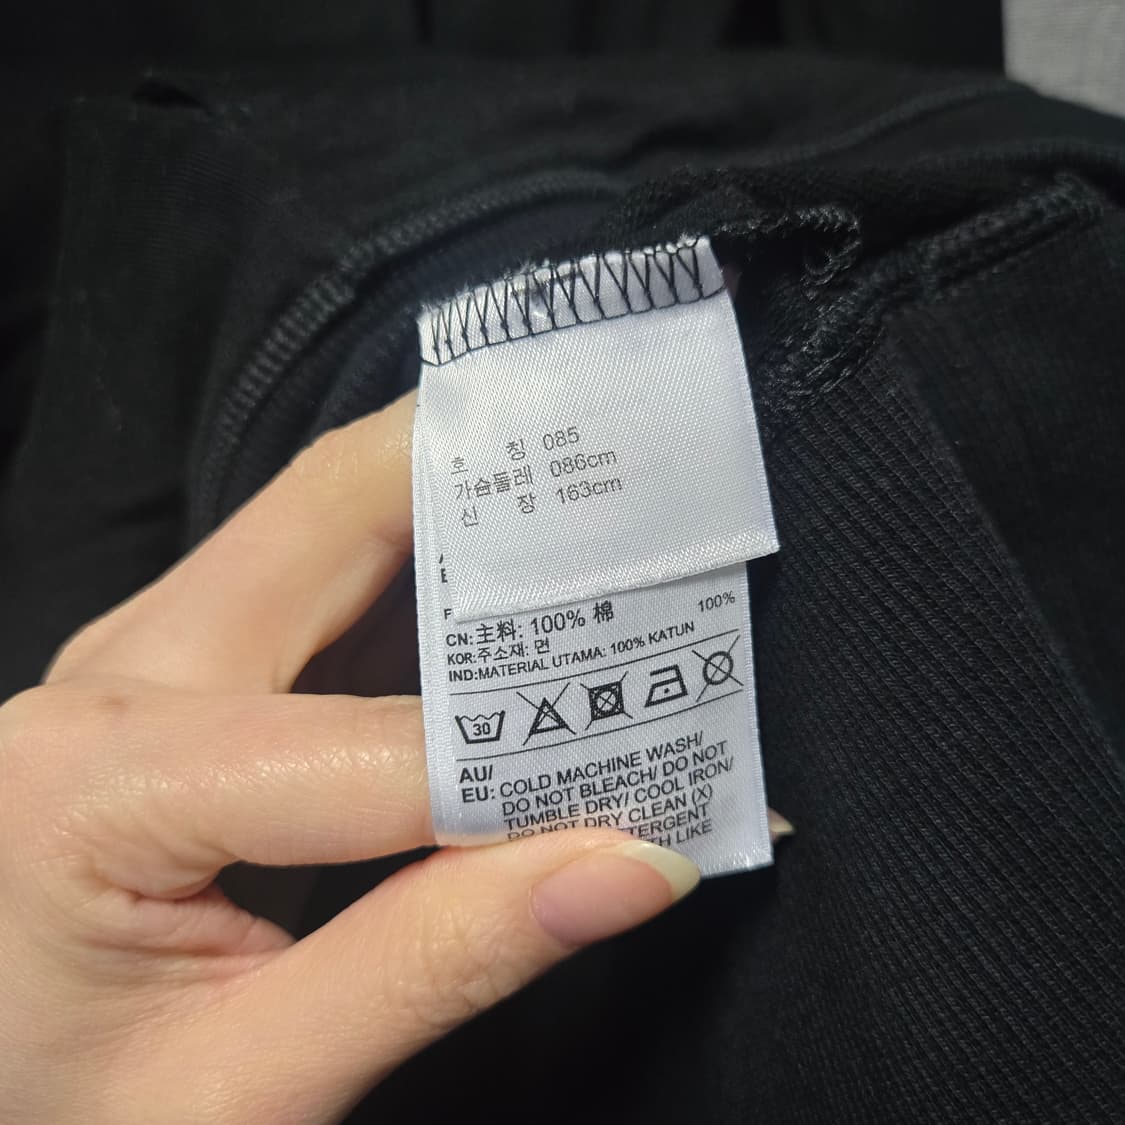 호 칭 085
가슴둘레 086cm
신 장 163cm
CN:主料: 100% 棉
100%
KOR:주소재: 면
IND:MATERIAL UTAMA: 100% KATUN
30
AU/
EU: COLD MACHINE WASH/
DO NOT BLEACH/ DO NOT
TUMBLE DRY/ COOL IRON/
DO NOT DRY CLEAN (X)